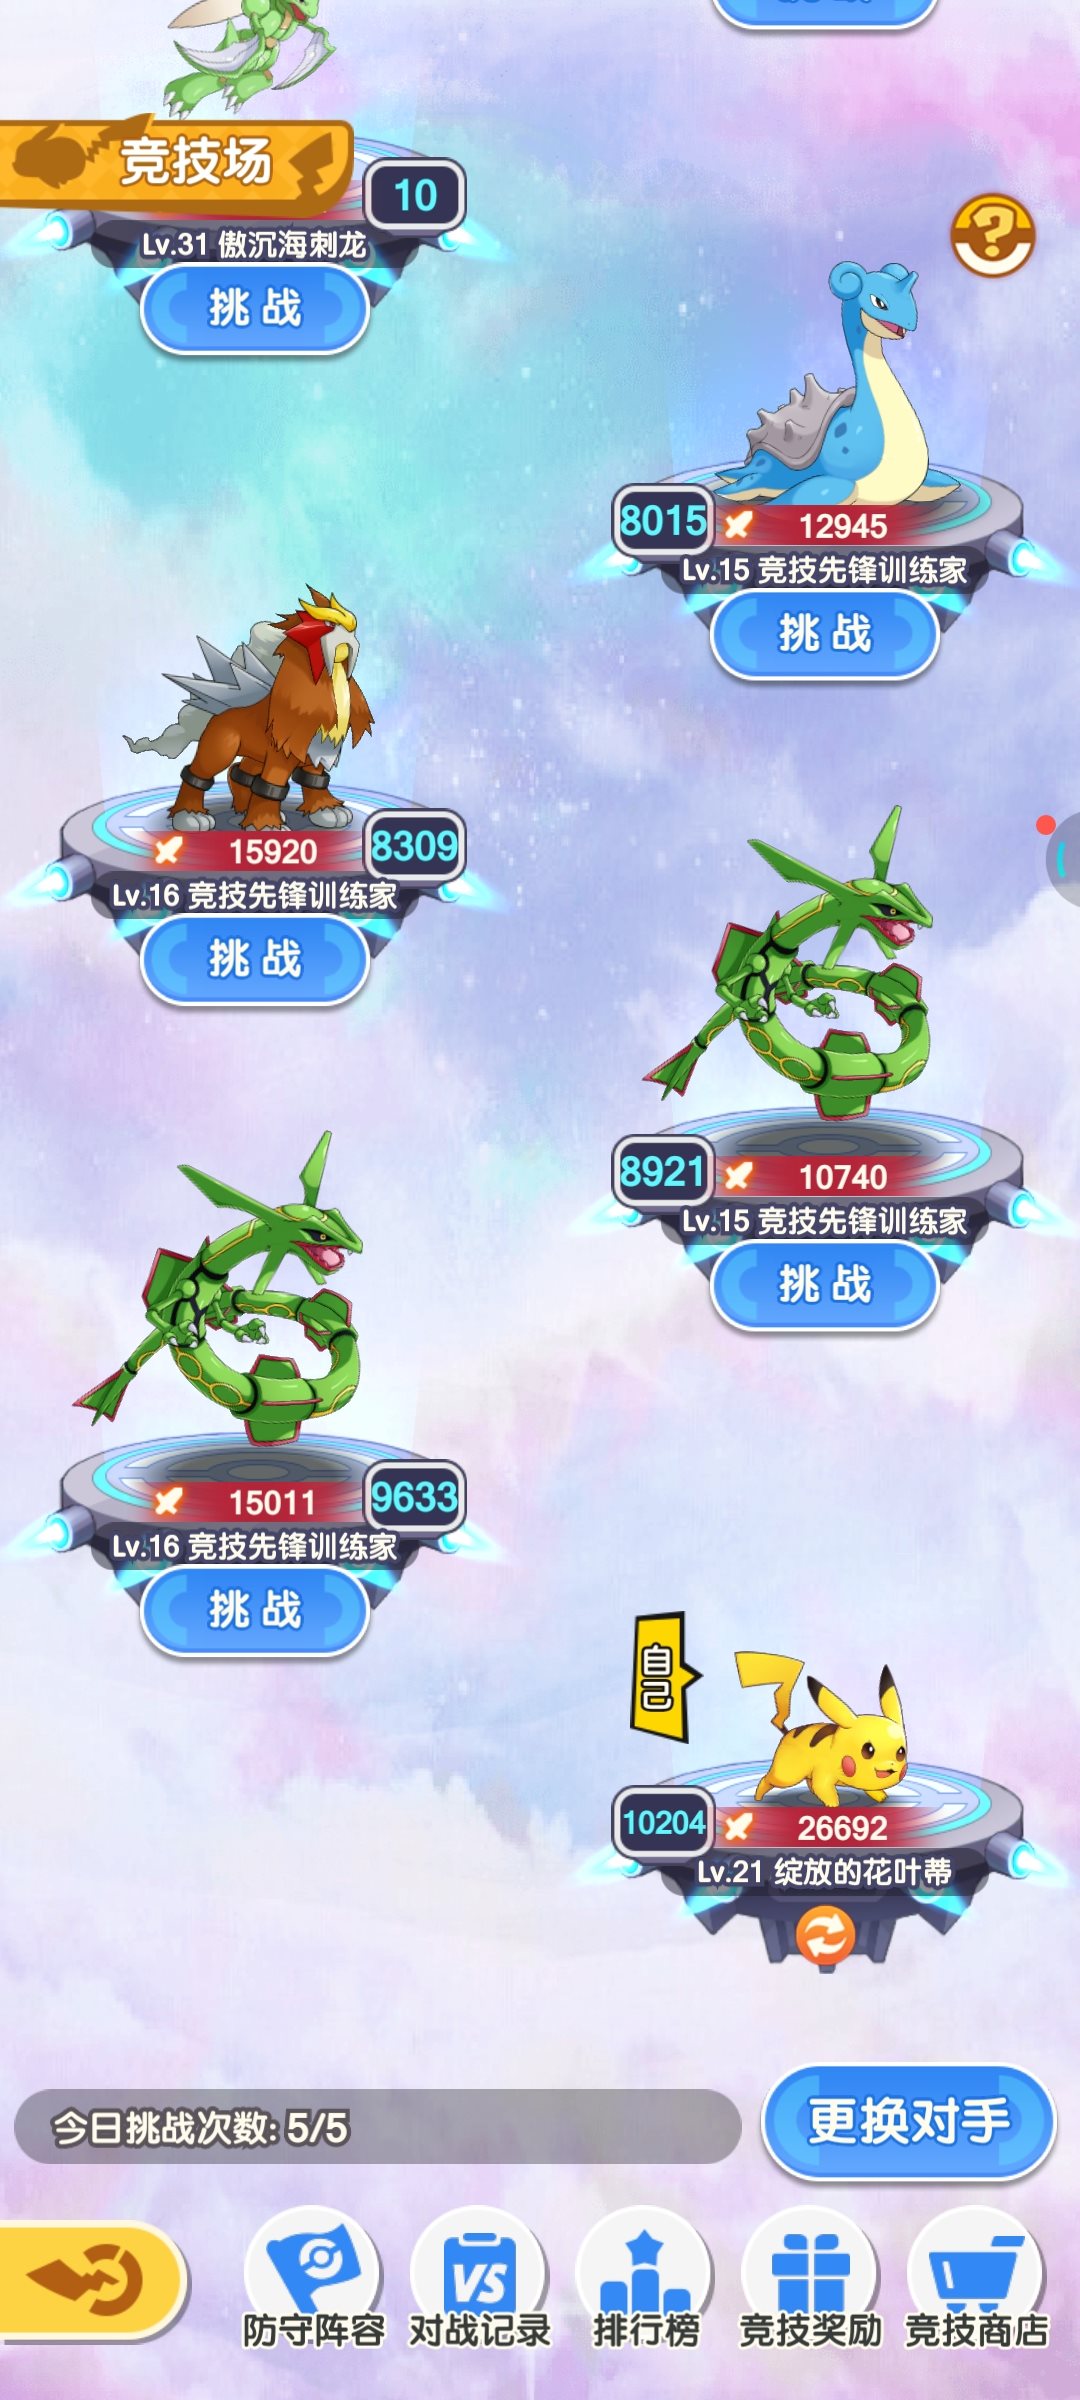 竞技场
10
Lv.31 傲沉海刺龙
挑战
8015
12945
Lv.15 竞技先锋训练家
挑战
15920
8309
Lv.16 竞技先锋训练家
挑战
8921
10740
Lv.15 竞技先锋训练家
挑战
15011
9633
Lv.16 竞技先锋训练家
挑战
自己
10204
26692
Lv.21 绽放的花叶蒂
今日挑战次数: 5/5
更换对手
VS
防守阵容
对战记录
排行榜
竞技奖励
竞技商店